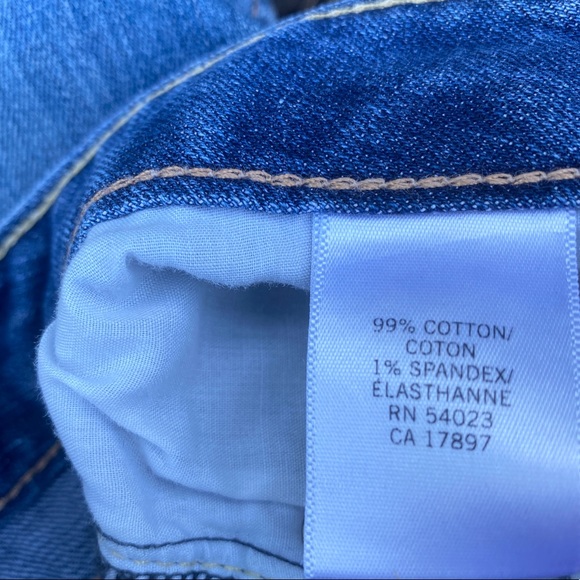 99% COTTON/
COTON
1% SPANDEX/
ÉLASTHANNE
RN 54023
CA 17897